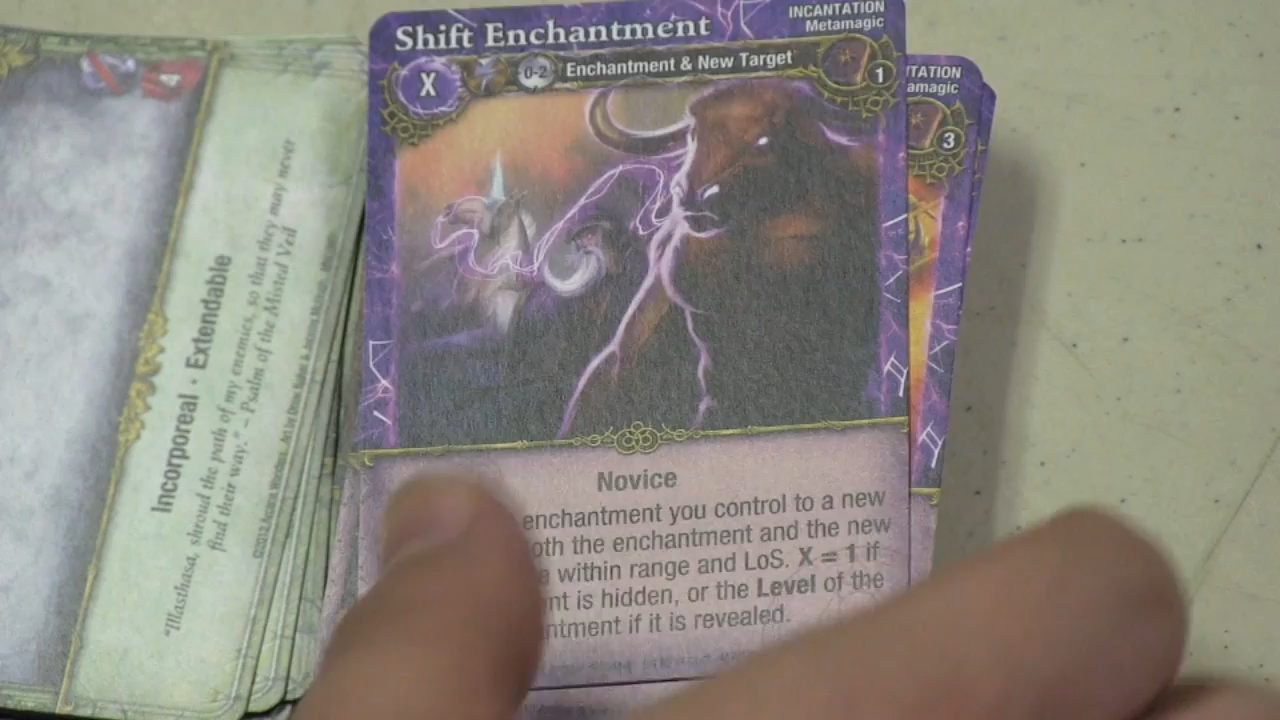 Shift Enchantment
INCANTATION
Metamagic
X
0-2
Enchantment & New Target
1
Novice
enchantment you control to a new
oth the enchantment and the new
within range and LoS. X = 1 if
nt is hidden, or the Level of the
ntment if it is revealed.
TATION
amagic
3
4
Incorporeal · Extendable
"Illasthasa, shroud the path of my enemies, so that they may never
find their way." – Psalm of the Misted Veil